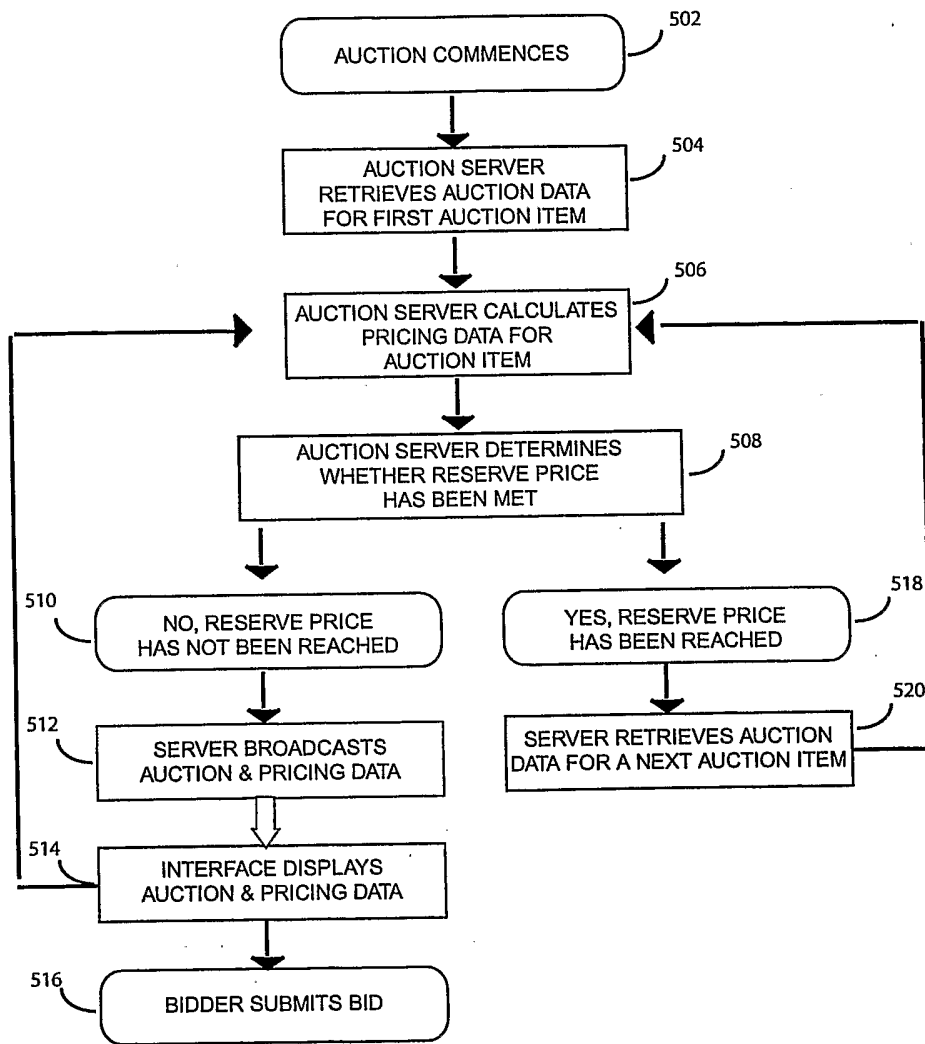 502
AUCTION COMMENCES
504
AUCTION SERVER
RETRIEVES AUCTION DATA
FOR FIRST AUCTION ITEM
506
AUCTION SERVER CALCULATES
PRICING DATA FOR
AUCTION ITEM
508
AUCTION SERVER DETERMINES
WHETHER RESERVE PRICE
HAS BEEN MET
510
NO, RESERVE PRICE
HAS NOT BEEN REACHED
518
YES, RESERVE PRICE
HAS BEEN REACHED
512
SERVER BROADCASTS
AUCTION & PRICING DATA
520
SERVER RETRIEVES AUCTION
DATA FOR A NEXT AUCTION ITEM
514
INTERFACE DISPLAYS
AUCTION & PRICING DATA
516
BIDDER SUBMITS BID